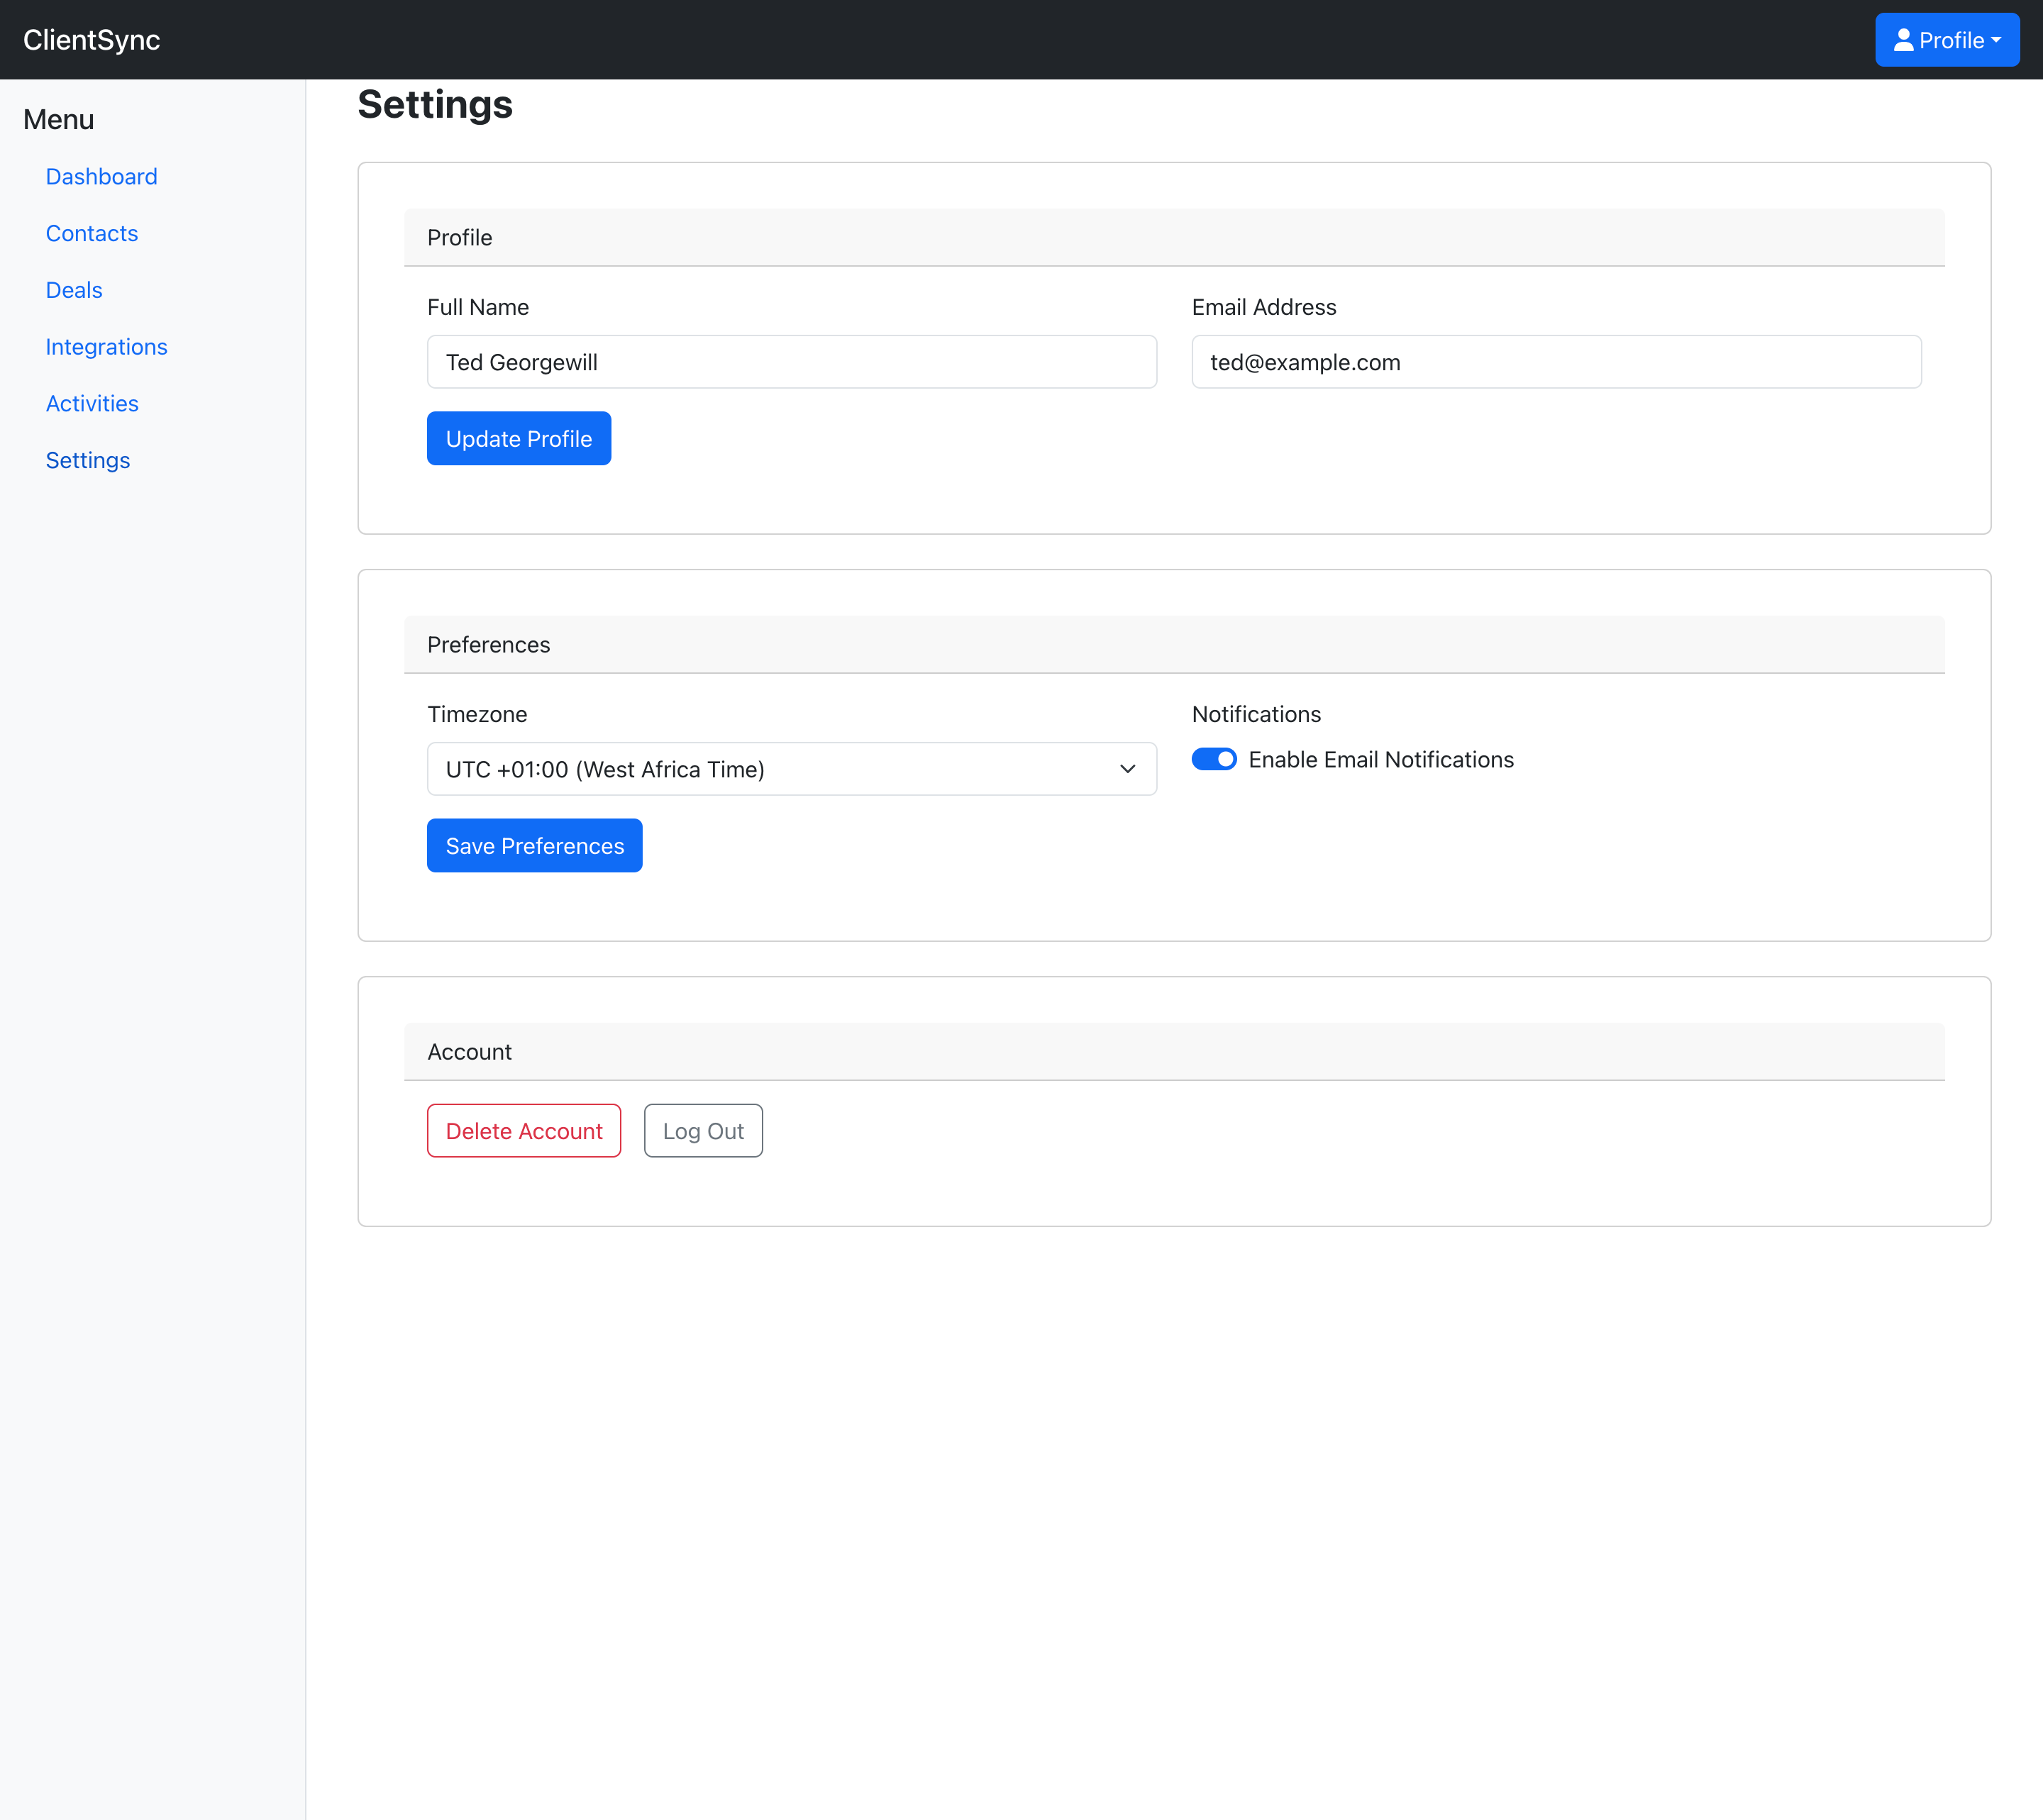 ClientSync
Profile
Menu
Dashboard
Contacts
Deals
Integrations
Activities
Settings
Settings
Profile
Full Name
Email Address
Ted Georgewill
ted@example.com
Update Profile
Preferences
Timezone
Notifications
UTC +01:00 (West Africa Time)
Enable Email Notifications
Save Preferences
Account
Delete Account
Log Out